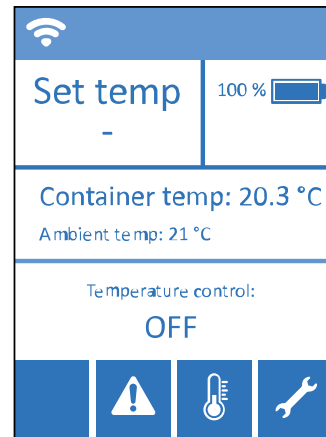 Set temp
-
100 %
Container temp: 20.3 °C
Ambient temp: 21 °C
Temperature control:
OFF